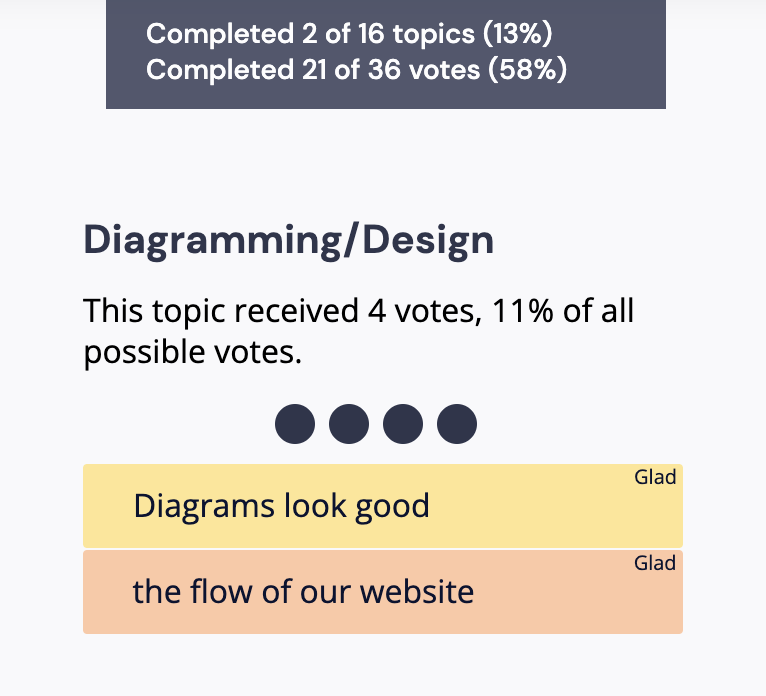 Completed 2 of 16 topics (13%)
Completed 21 of 36 votes (58%)
Diagramming/Design
This topic received 4 votes, 11% of all
possible votes.
Glad
Diagrams look good
Glad
the flow of our website